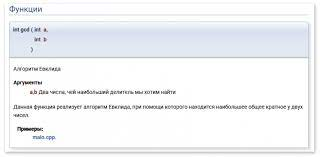 Функции
int god ( int a,
int b
)
Алгоритм Евклида
Аргументы
a,b Два числа, чей наибольший делитель мы хотим найти
Данная функция реализует алгоритм Евклида, при помощи которого находится наибольшее общее кратное у двух
чисел.
Примеры:
main.cpp.